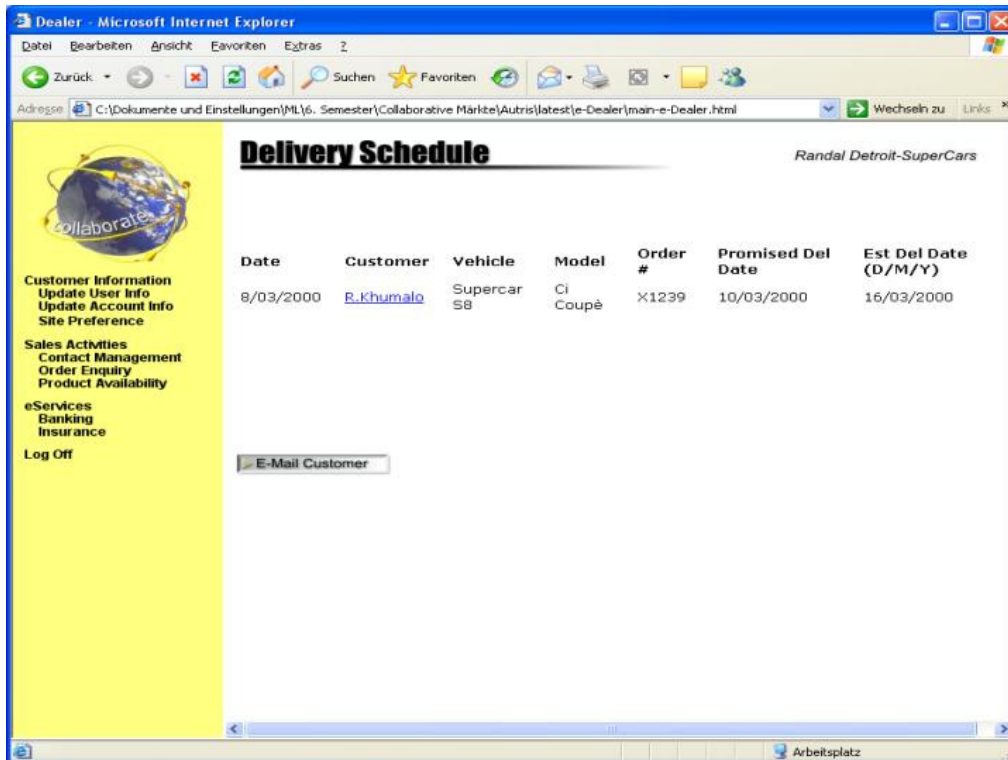 Dealer - Microsoft Internet Explorer
Datei Bearbeiten Ansicht Favoriten Extras ?
Zurück Suchen Favoriten
Adresse C:\Dokumente und Einstellungen\ML\6. Semester\Collaborative Märkte\Autris\latest\e-Dealer\main-e-Dealer.html Wechseln zu Links »
collaborate
Customer Information
Update User Info
Update Account Info
Site Preference
Sales Activities
Contact Management
Order Enquiry
Product Availability
eServices
Banking
Insurance
Log Off
Delivery Schedule
Randal Detroit-SuperCars
Date Customer Vehicle Model Order # Promised Del Date Est Del Date (D/M/Y)
8/03/2000 R.Khumalo Supercar S8 Ci Coupè X1239 10/03/2000 16/03/2000
E-Mail Customer
Arbeitsplatz